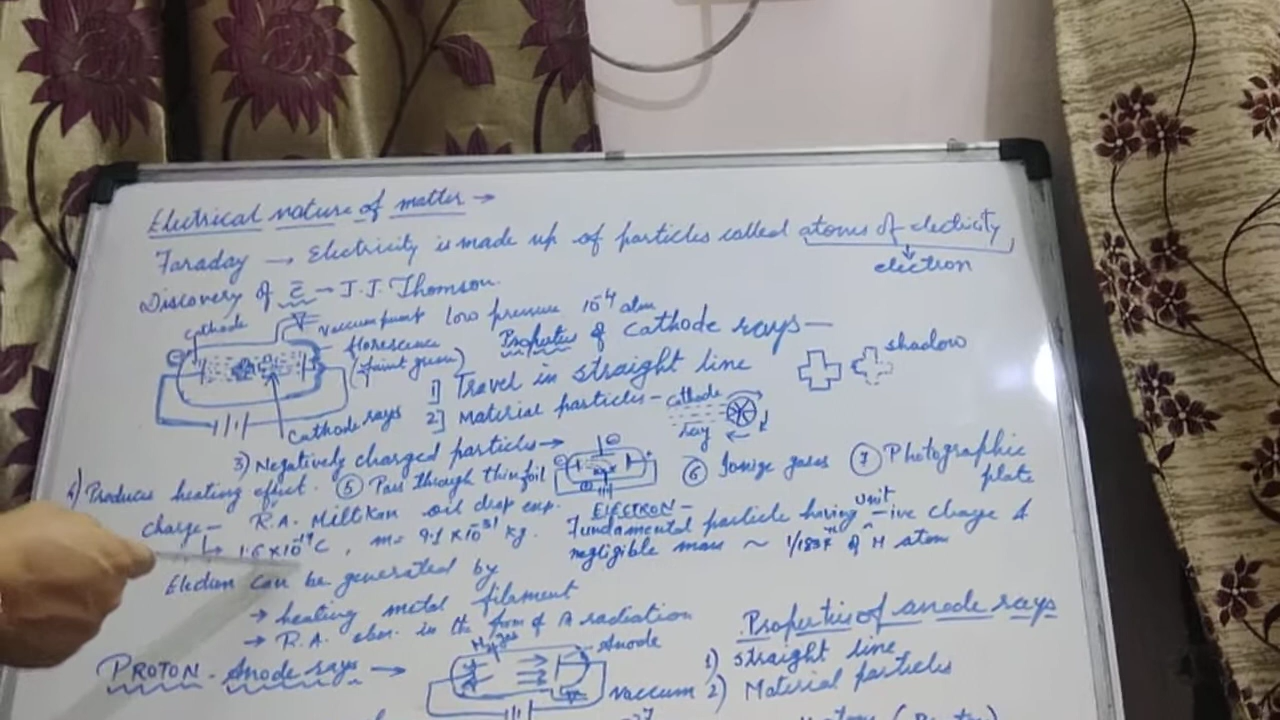 Electrical nature of matter →
Faraday → Electricity is made up of particles called atoms of electricity
electron
Discovery of ē – J.J. Thomson.
cathode
vaccum pump low pressure 10⁻⁴ atm
florescence
(faint green)
Cathode rays
Properties of Cathode rays –
1] Travel in straight line
shadow
2] Material particles – cathode ray
3) Negatively charged particles →
4) Produces heating effect. ⑤ Pass through thin foil ⑥ Ionize gases ⑦ Photographic plate
charge – R.A. Millikan oil drop exp.
↳ 1.6 × 10⁻¹⁹ C, m = 9.1 × 10⁻³¹ kg.
ELECTRON –
Fundamental particle having unit –ive charge &
negligible mass ~ 1/1837 of H atom
Electron can be generated by
→ heating metal filament
→ R.A. in the form of radiation
PROTON – Anode rays →
H₂ gas
Anode
vaccum
Properties of anode rays
1) straight line
2) Material particles